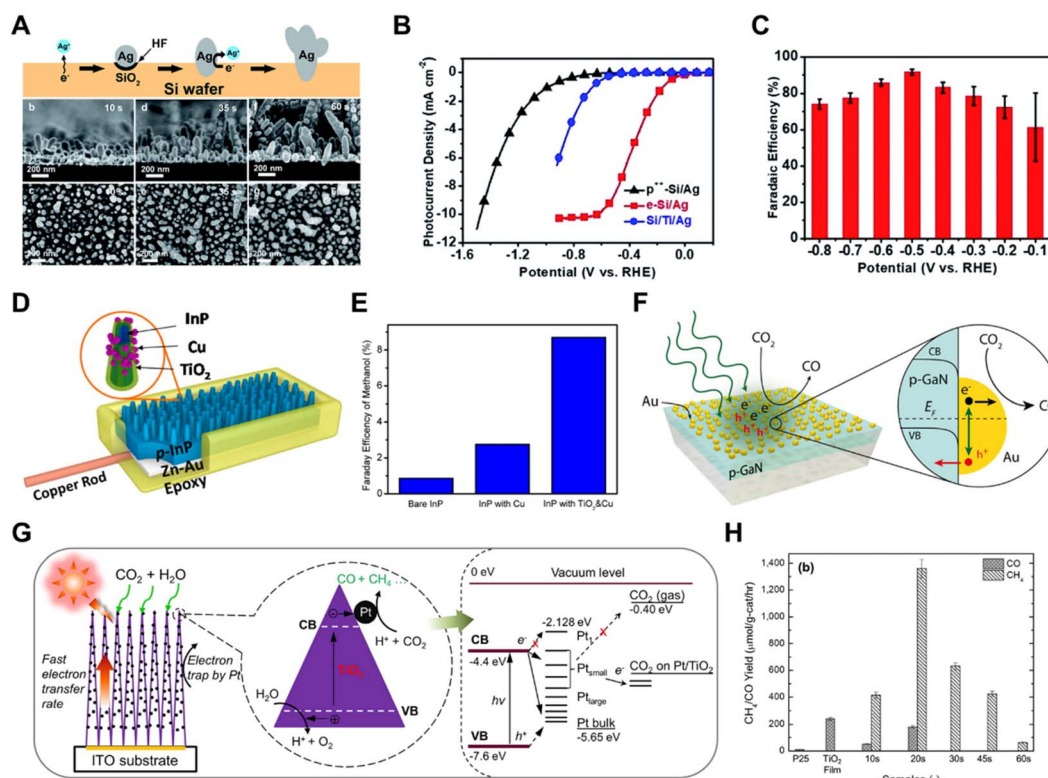 A
Ag⁺
e⁻
Ag
SiO₂
HF
Ag
Ag⁺
e⁻
Ag
Si wafer
b
10 s
200 nm
d
35 s
200 nm
f
60 s
200 nm
c
200 nm
e
35 s
200 nm
g
200 nm
B
Photocurrent Density (mA cm⁻²)
0
-2
-4
-6
-8
-10
-12
p⁺⁺-Si/Ag
e-Si/Ag
Si/Ti/Ag
-1.6 -1.2 -0.8 -0.4 0.0
Potential (V vs. RHE)
C
Faradaic Efficiency (%)
100
80
60
0
-0.8 -0.7 -0.6 -0.5 -0.4 -0.3 -0.2 -0.1
Potential (V vs. RHE)
D
InP
Cu
TiO₂
p-InP
Zn-Au
Epoxy
Copper Rod
E
Faraday Efficency of Methanol (%)
8
6
4
2
0
Bare InP InP with Cu InP with TiO₂&Cu
F
CO₂
CO
Au
e⁻ e⁻ e⁻
h⁺ h⁺ h⁺
p-GaN
CB
p-GaN
E_F
VB
CO₂
e⁻
h⁺
Au
G
CO₂ + H₂O
Fast
electron
transfer
rate
Electron
trap by Pt
ITO substrate
CO + CH₄ ...
Pt
CB
H⁺ + CO₂
TiO₂
H₂O
VB
H⁺ + O₂
0 eV
Vacuum level
CO₂ (gas)
-0.40 eV
-2.128 eV
CB
e⁻
X
X
Pt₁
-4.4 eV
Pt_small
e⁻
CO₂ on Pt/TiO₂
hν
Pt_large
Pt bulk
-5.65 eV
VB
h⁺
-7.6 eV
H
(b)
CO
CH₄
CH₄/CO Yield (μmol/g-cat/hr)
1,400
1,200
1,000
800
600
400
200
0
P25 TiO₂ Film 10s 20s 30s 45s 60s